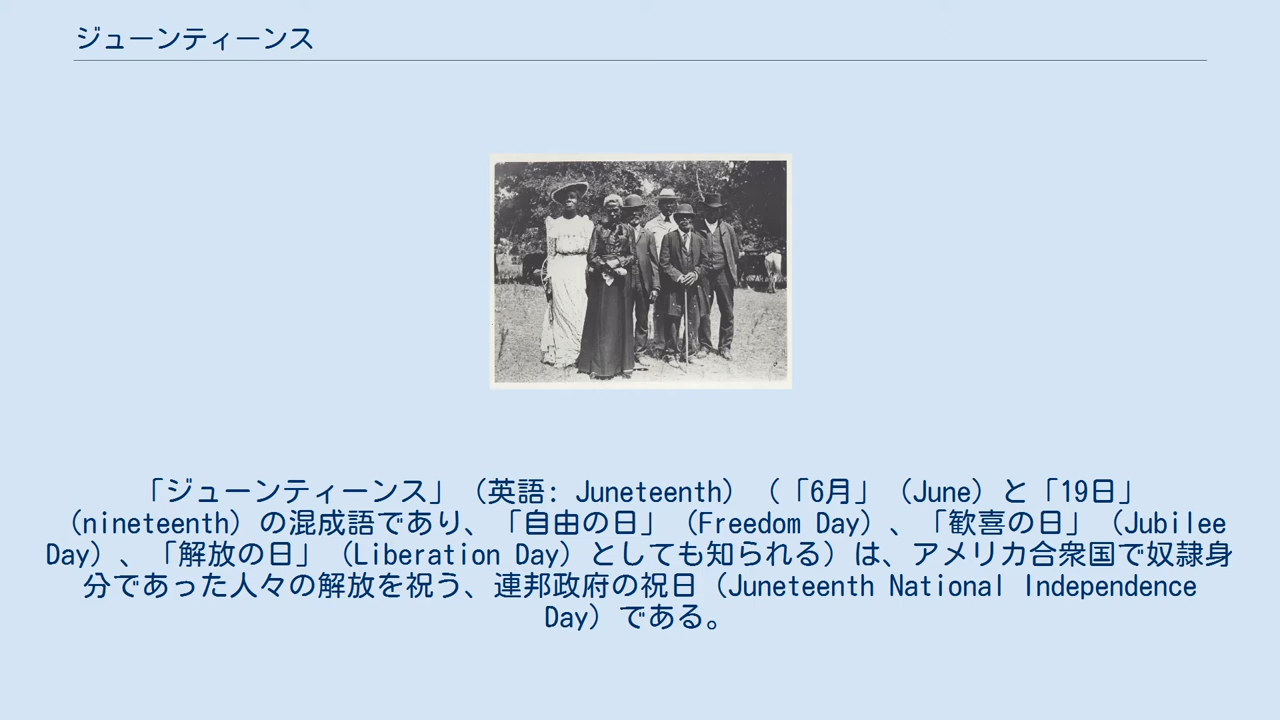 ジューンティーンス
「ジューンティーンス」（英語: Juneteenth）（「6月」（June）と「19日」
（nineteenth）の混成語であり、「自由の日」（Freedom Day）、「歓喜の日」（Jubilee
Day）、「解放の日」（Liberation Day）としても知られる）は、アメリカ合衆国で奴隷身
分であった人々の解放を祝う、連邦政府の祝日（Juneteenth National Independence
Day）である。